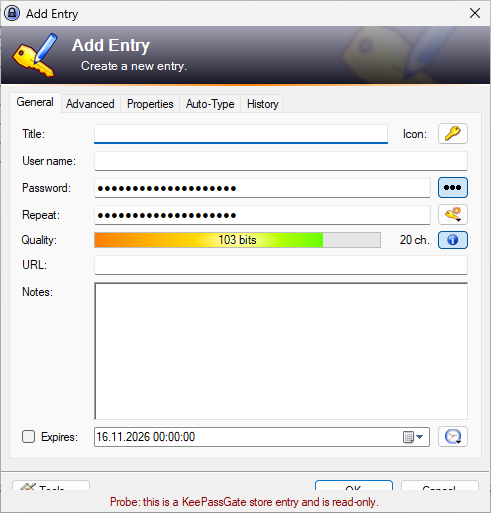 Add Entry
Add Entry
Create a new entry.
General Advanced Properties Auto-Type History
Title: Icon:
User name:
Password: ●●●●●●●●●●●●●●●●●●●● ●●●
Repeat: ●●●●●●●●●●●●●●●●●●●●
Quality: 103 bits 20 ch.
URL:
Notes:
Expires: 16.11.2026 00:00:00
Tools OK Cancel
Probe: this is a KeePassGate store entry and is read-only.